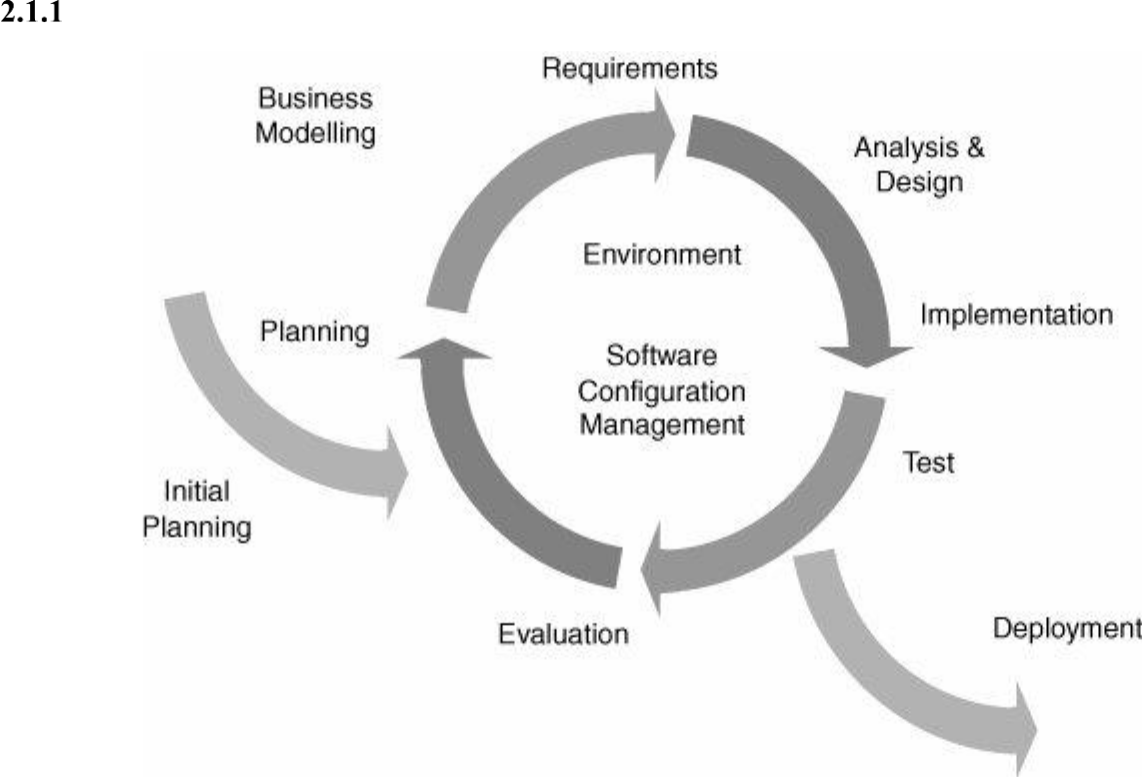 2.1.1
Requirements
Business
Modelling
Analysis &
Design
Environment
Implementation
Planning
Software
Configuration
Management
Test
Initial
Planning
Evaluation
Deployment